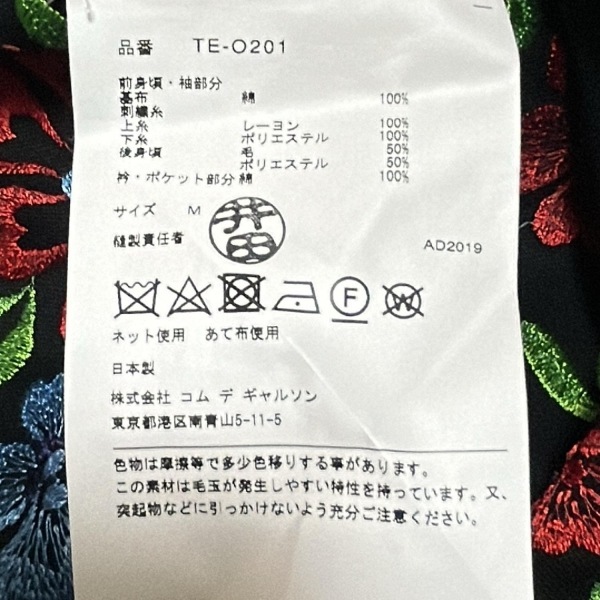 品番 TE-O201
前身頃・袖部分
基布 綿 100%
刺繍糸
上糸 レーヨン 100%
下糸 ポリエステル 100%
後身頃 毛 50%
ポリエステル 50%
衿・ポケット部分 綿 100%
サイズ M
縫製責任者 井田
AD2019
F W
ネット使用 あて布使用
日本製
株式会社 コム デ ギャルソン
東京都港区南青山5-11-5
色物は摩擦等で多少色移りする事があります。
この素材は毛玉が発生しやすい特性を持っています。又、
突起物などに引っかけないよう充分ご注意ください。